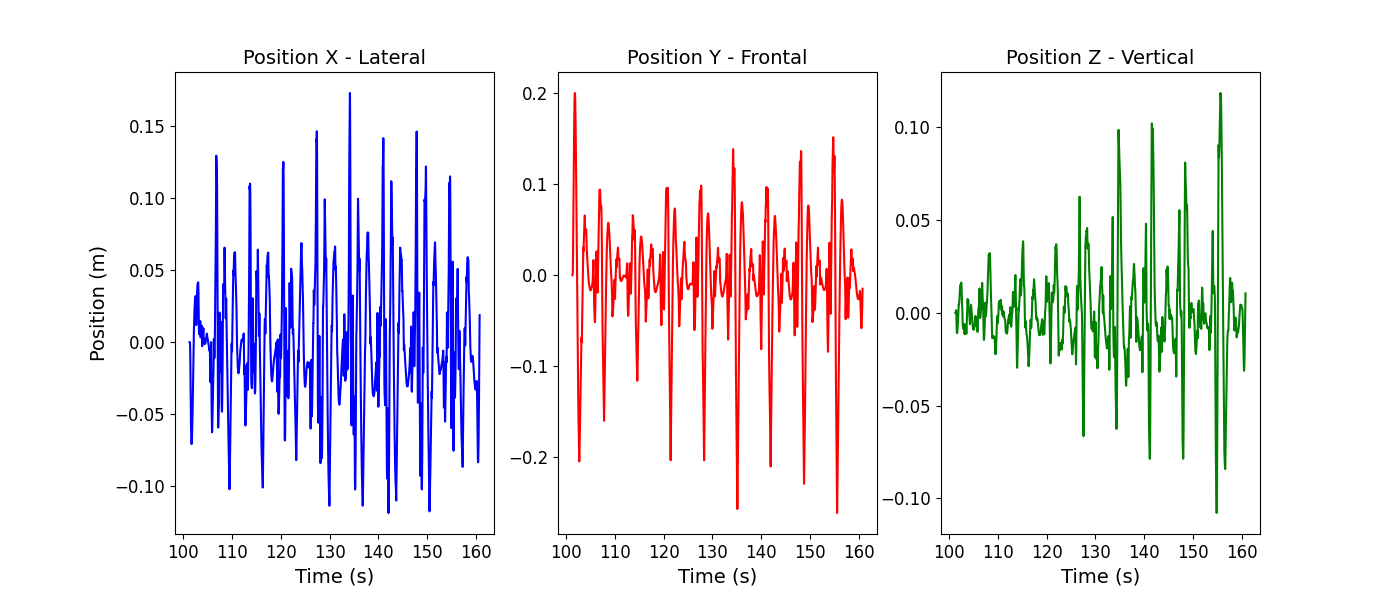 Position X - Lateral
Position Y - Frontal
Position Z - Vertical
Position (m)
0.15
0.10
0.05
0.00
−0.05
−0.10
100 110 120 130 140 150 160
Time (s)
0.2
0.1
0.0
−0.1
−0.2
100 110 120 130 140 150 160
Time (s)
0.10
0.05
0.00
−0.05
−0.10
100 110 120 130 140 150 160
Time (s)